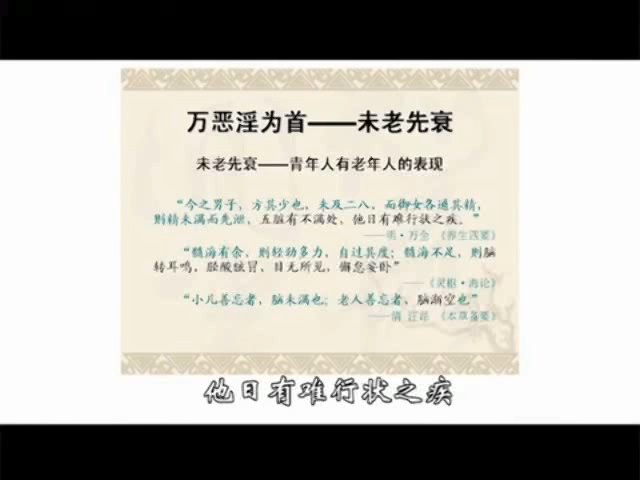 万恶淫为首——未老先衰
未老先衰——青年人有老年人的表现
“今之男子，方其少也，未及二八，而御女各通其精，
则精未满而先泄，五脏有不满处，他日有难行状之疾。”
——明·万全 《养生四要》
“髓海有余，则轻劲多力，自过其度；髓海不足，则脑
转耳鸣，胫酸眩冒，目无所见，懈怠安卧”
——《灵枢·海论》
“小儿善忘者，脑未满也；老人善忘者，脑渐空也”
——清 汪昂 《本草备要》
他日有难行状之疾